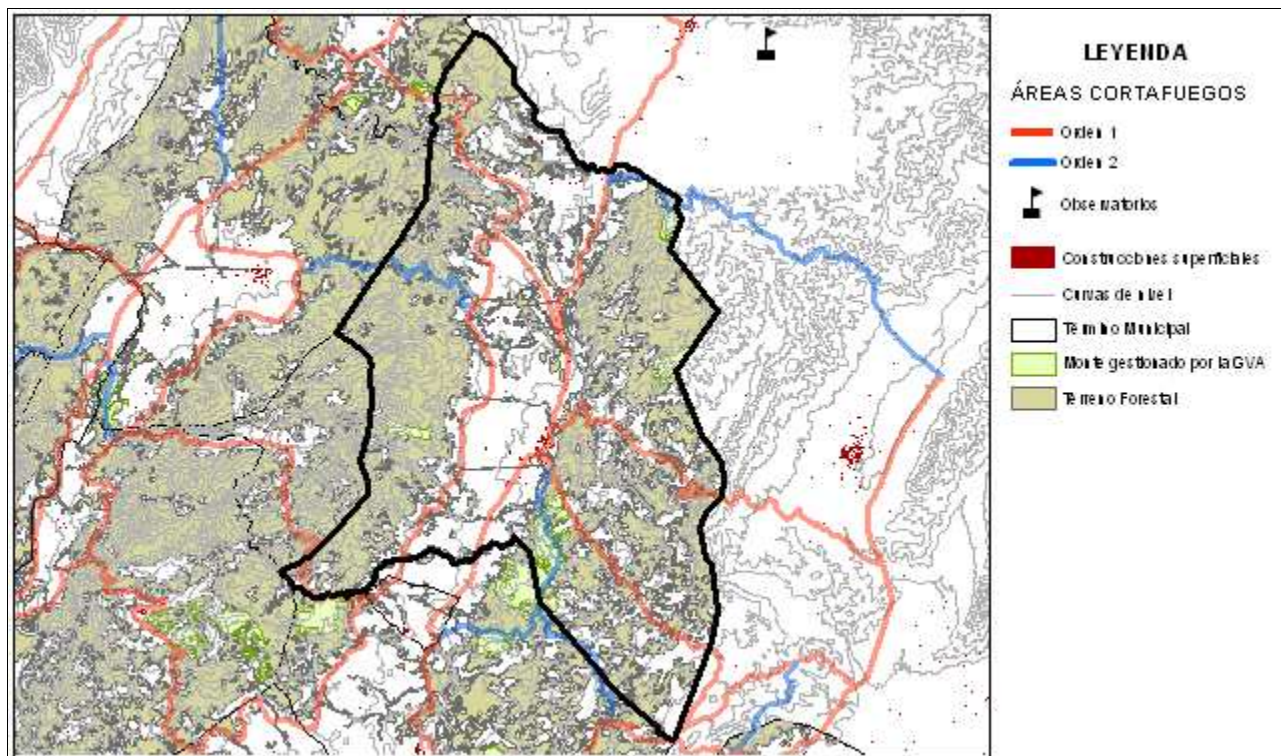 LEYENDA
ÁREAS CORTAFUEGOS
Orden 1
Orden 2
Observatorios
Construcciones superficiales
Curvas de nivel
Término Municipal
Monte gestionado por la GVA
Terreno Forestal